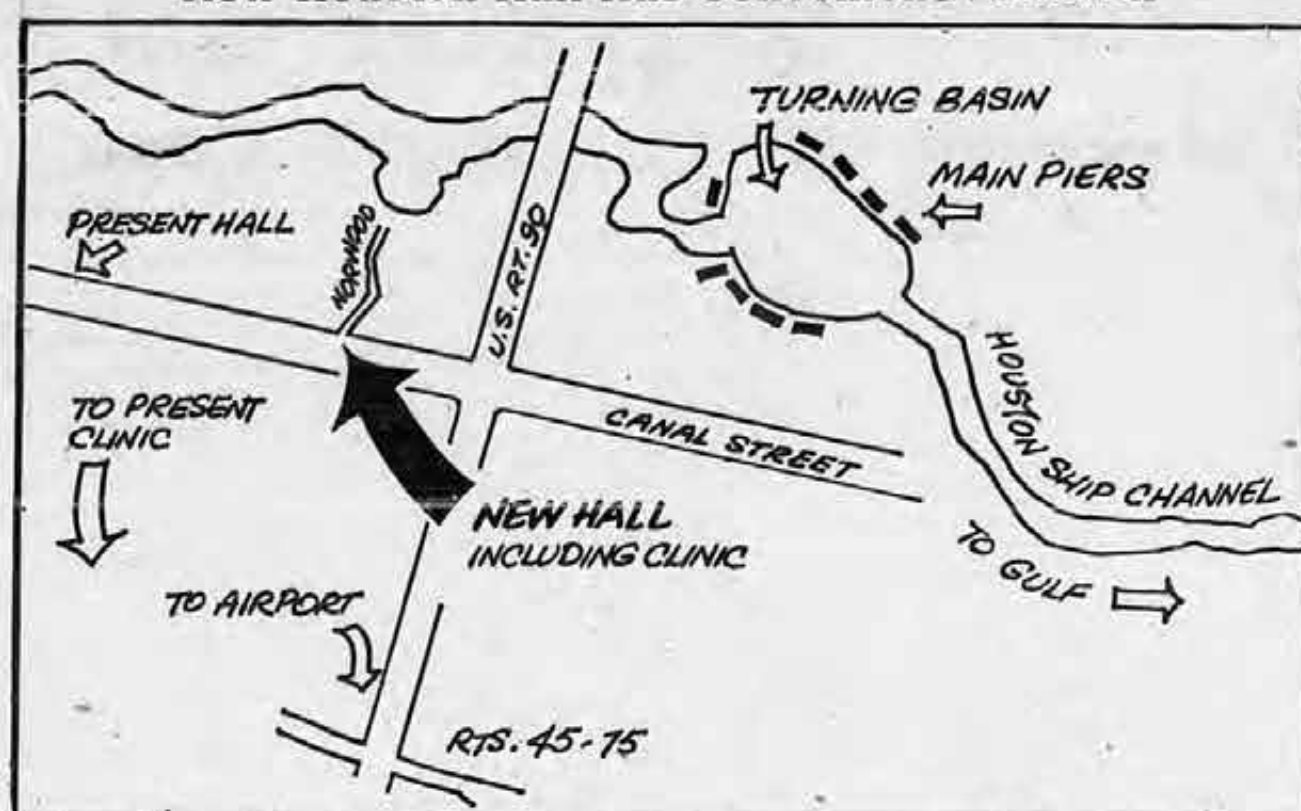 TURNING BASIN
MAIN PIERS
PRESENT HALL
NORWOOD
U.S. RT. 90
TO PRESENT
CLINIC
CANAL STREET
HOUSTON SHIP CHANNEL
NEW HALL
INCLUDING CLINIC
TO GULF
TO AIRPORT
RTS. 45-75